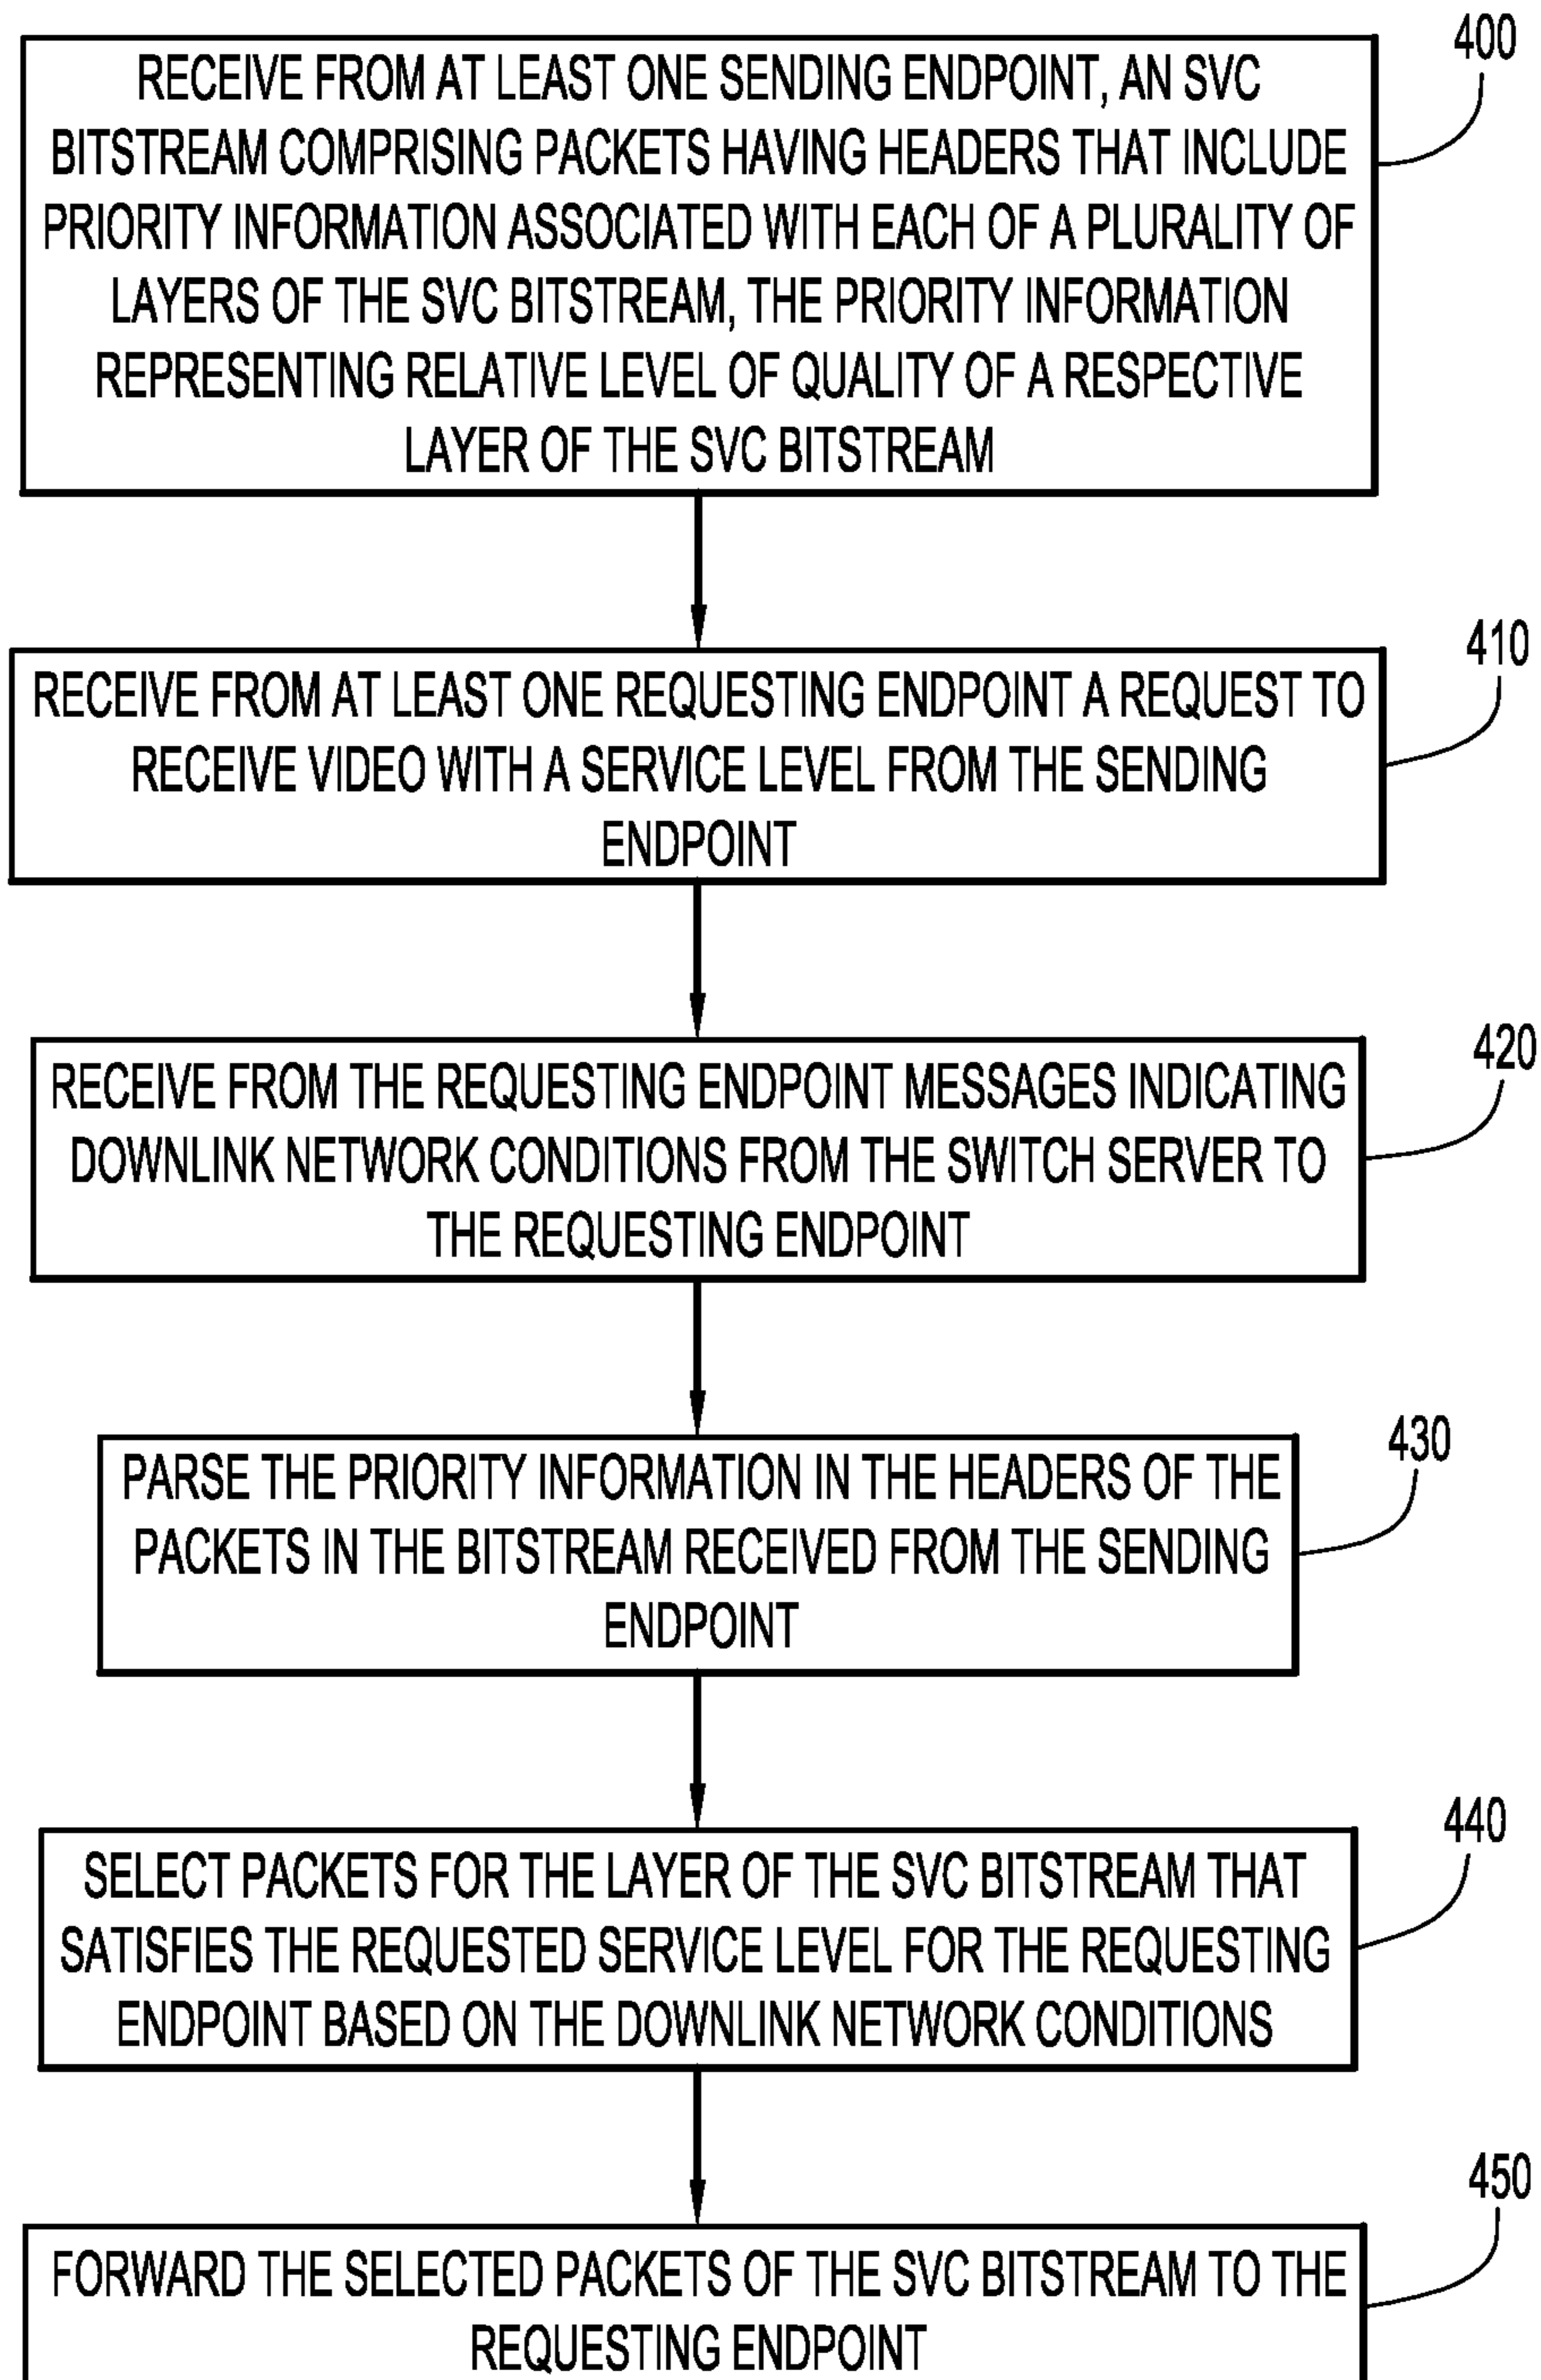 400
RECEIVE FROM AT LEAST ONE SENDING ENDPOINT, AN SVC
BITSTREAM COMPRISING PACKETS HAVING HEADERS THAT INCLUDE
PRIORITY INFORMATION ASSOCIATED WITH EACH OF A PLURALITY OF
LAYERS OF THE SVC BITSTREAM, THE PRIORITY INFORMATION
REPRESENTING RELATIVE LEVEL OF QUALITY OF A RESPECTIVE
LAYER OF THE SVC BITSTREAM
410
RECEIVE FROM AT LEAST ONE REQUESTING ENDPOINT A REQUEST TO
RECEIVE VIDEO WITH A SERVICE LEVEL FROM THE SENDING
ENDPOINT
420
RECEIVE FROM THE REQUESTING ENDPOINT MESSAGES INDICATING
DOWNLINK NETWORK CONDITIONS FROM THE SWITCH SERVER TO
THE REQUESTING ENDPOINT
430
PARSE THE PRIORITY INFORMATION IN THE HEADERS OF THE
PACKETS IN THE BITSTREAM RECEIVED FROM THE SENDING
ENDPOINT
440
SELECT PACKETS FOR THE LAYER OF THE SVC BITSTREAM THAT
SATISFIES THE REQUESTED SERVICE LEVEL FOR THE REQUESTING
ENDPOINT BASED ON THE DOWNLINK NETWORK CONDITIONS
450
FORWARD THE SELECTED PACKETS OF THE SVC BITSTREAM TO THE
REQUESTING ENDPOINT